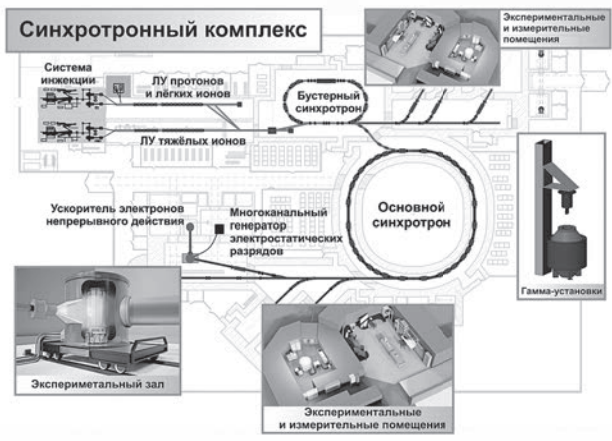 Синхротронный комплекс
Экспериментальные
и измерительные
помещения
Система
инжекции
ЛУ протонов
и лёгких ионов
Бустерный
синхротрон
ЛУ тяжёлых ионов
Основной
синхротрон
Ускоритель электронов
непрерывного действия
Многоканальный
генератор
электростатических
разрядов
Гамма-установки
Экспериметальный зал
Экспериментальные
и измерительные помещения